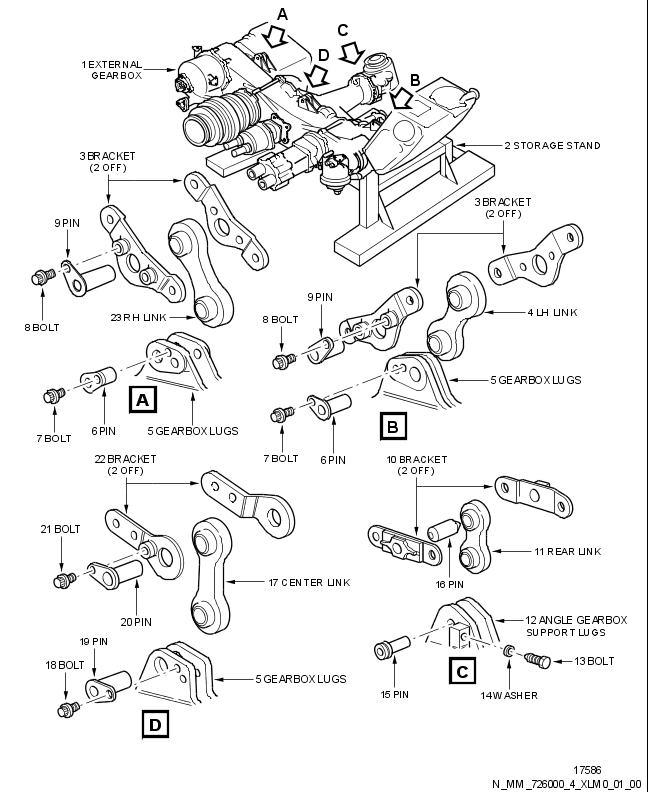 A
C
D
B
1 EXTERNAL
GEARBOX
2 STORAGE STAND
3 BRACKET
(2 OFF)
9 PIN
8 BOLT
23 RH LINK
7 BOLT
6 PIN
A
5 GEARBOX LUGS
3 BRACKET
(2 OFF)
9 PIN
8 BOLT
4 LH LINK
5 GEARBOX LUGS
7 BOLT
6 PIN
B
22 BRACKET
(2 OFF)
21 BOLT
20 PIN
17 CENTER LINK
19 PIN
18 BOLT
5 GEARBOX LUGS
D
10 BRACKET
(2 OFF)
11 REAR LINK
16 PIN
12 ANGLE GEARBOX
SUPPORT LUGS
13 BOLT
14 WASHER
15 PIN
C
17586
N_MM_726000_4_XLM0_01_00